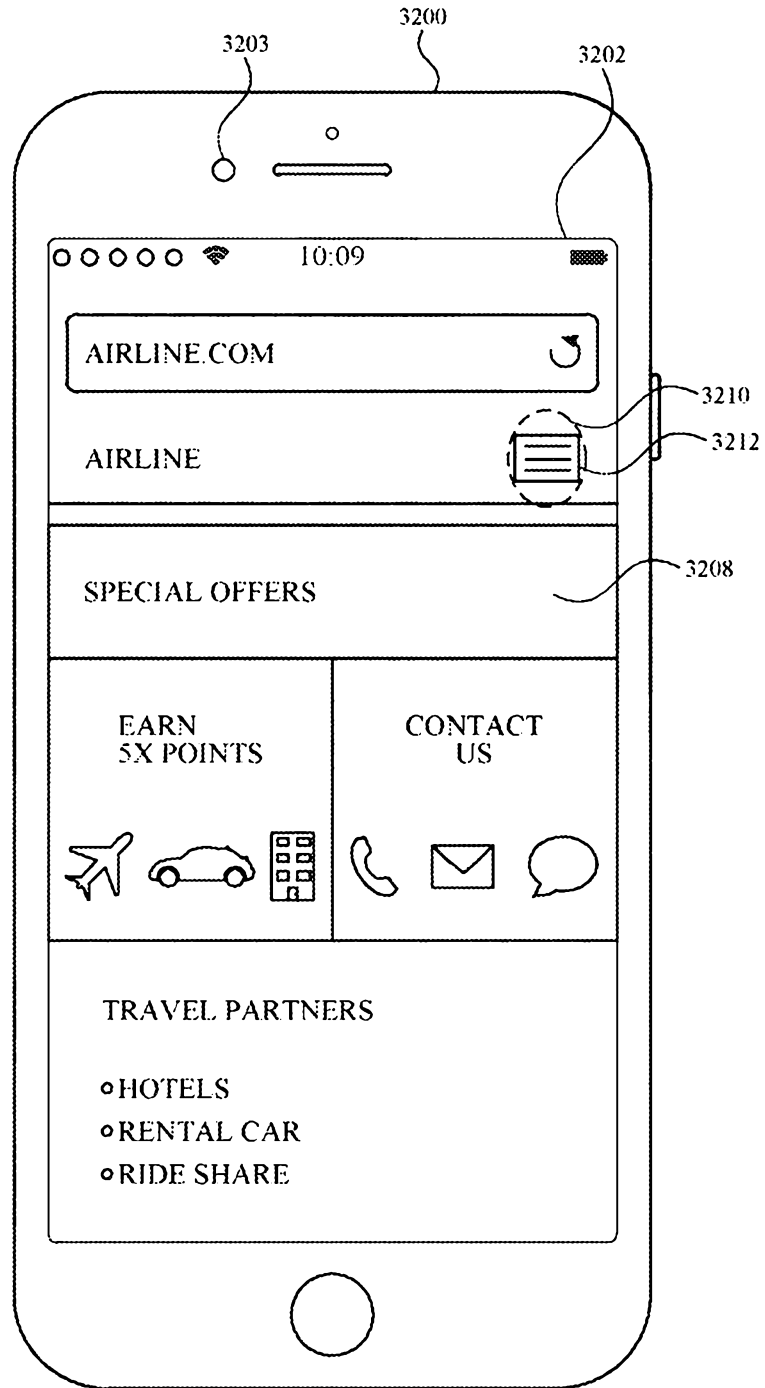 3200
3203
3202
10:09
AIRLINE.COM
3210
3212
AIRLINE
3208
SPECIAL OFFERS
EARN
5X POINTS
CONTACT
US
TRAVEL PARTNERS
HOTELS
RENTAL CAR
RIDE SHARE